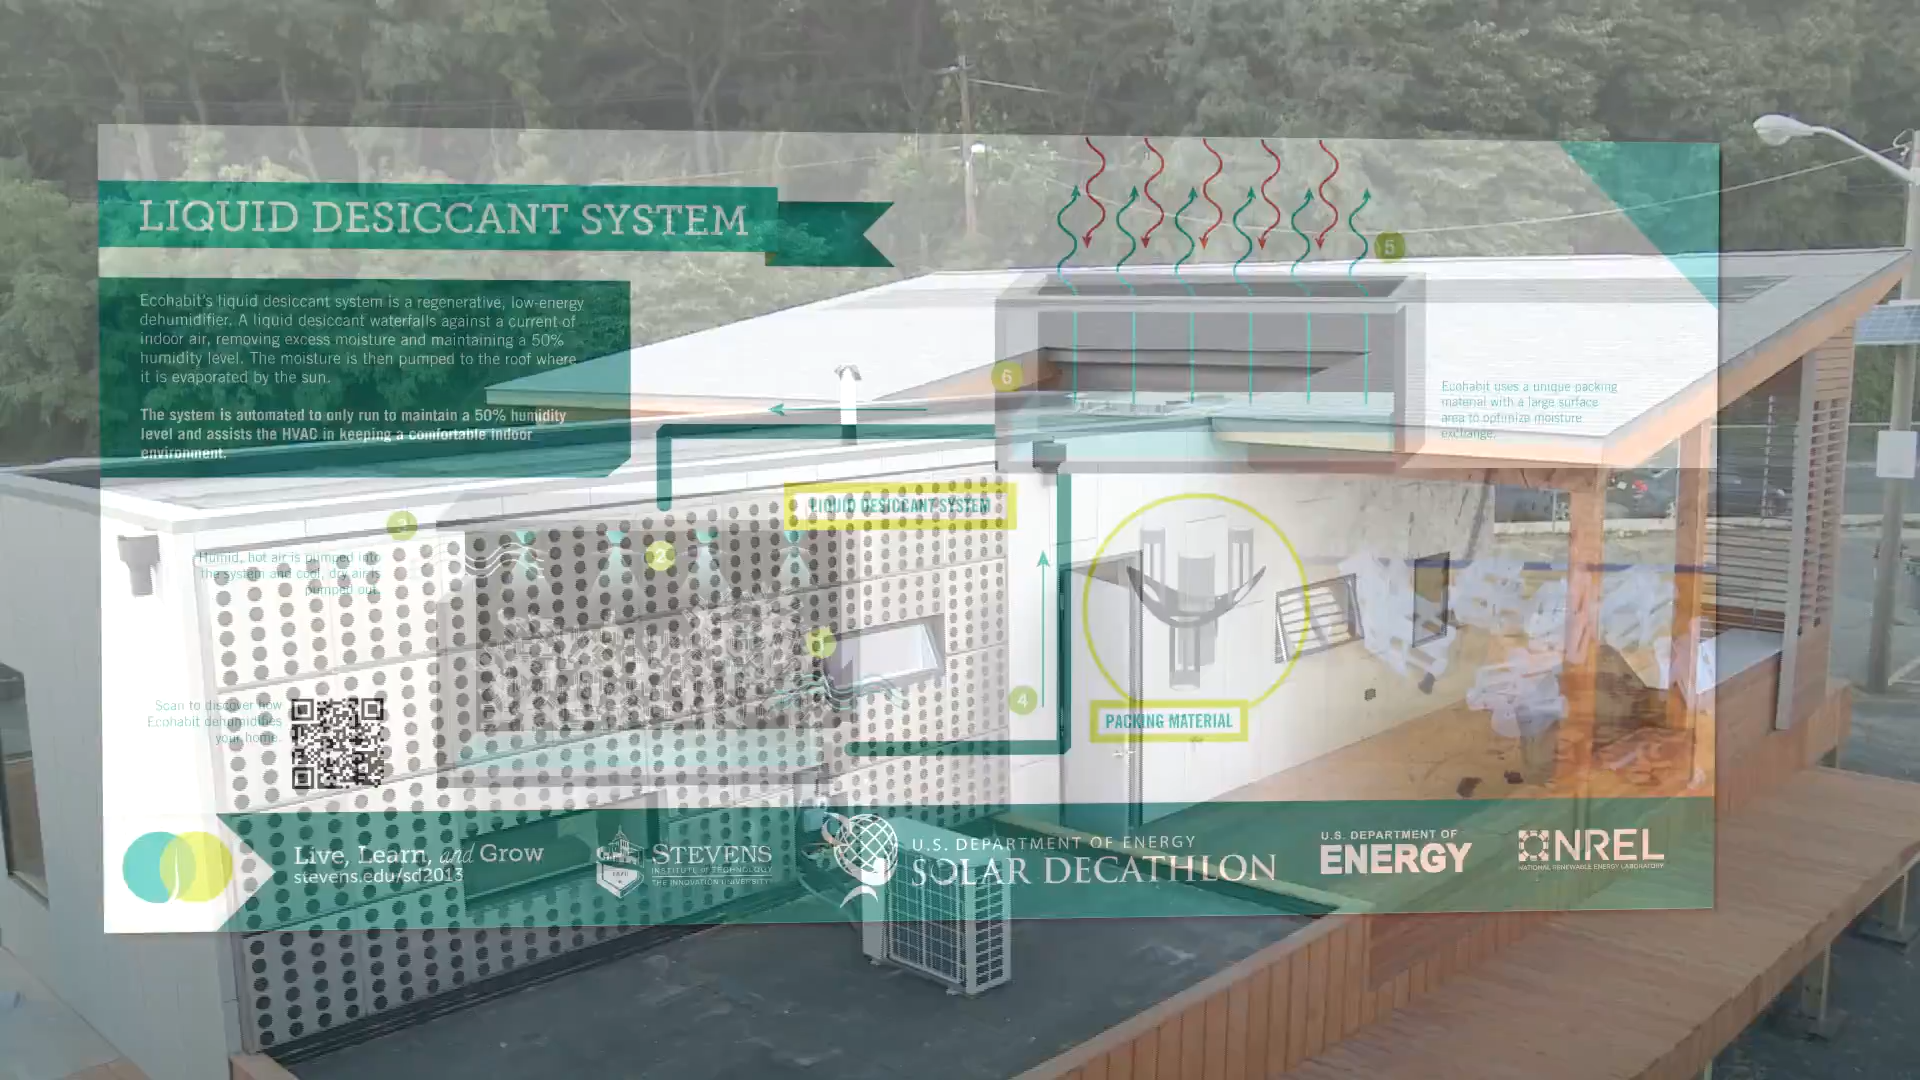 LIQUID DESICCANT SYSTEM
Ecohabit's liquid desiccant system is a regenerative, low-energy
dehumidifier. A liquid desiccant waterfalls against a current of
indoor air, removing excess moisture and maintaining a 50%
humidity level. The moisture is then pumped to the roof where
it is evaporated by the sun.
The system is automated to only run to maintain a 50% humidity
level and assists the HVAC in keeping a comfortable indoor
environment.
5
6
Ecohabit uses a unique packing
material with a large surface
area to optimize moisture
exchange.
LIQUID DESICCANT SYSTEM
3
2
Humid, hot air is pumped into
the system and cool, dry air is
pumped out.
1
4
PACKING MATERIAL
Scan to discover how
Ecohabit dehumidifies
your home.
Live, Learn, and Grow
stevens.edu/sd2013
STEVENS
INSTITUTE OF TECHNOLOGY
THE INNOVATION UNIVERSITY
U.S. DEPARTMENT OF ENERGY
SOLAR DECATHLON
U.S. DEPARTMENT OF
ENERGY
NREL
NATIONAL RENEWABLE ENERGY LABORATORY